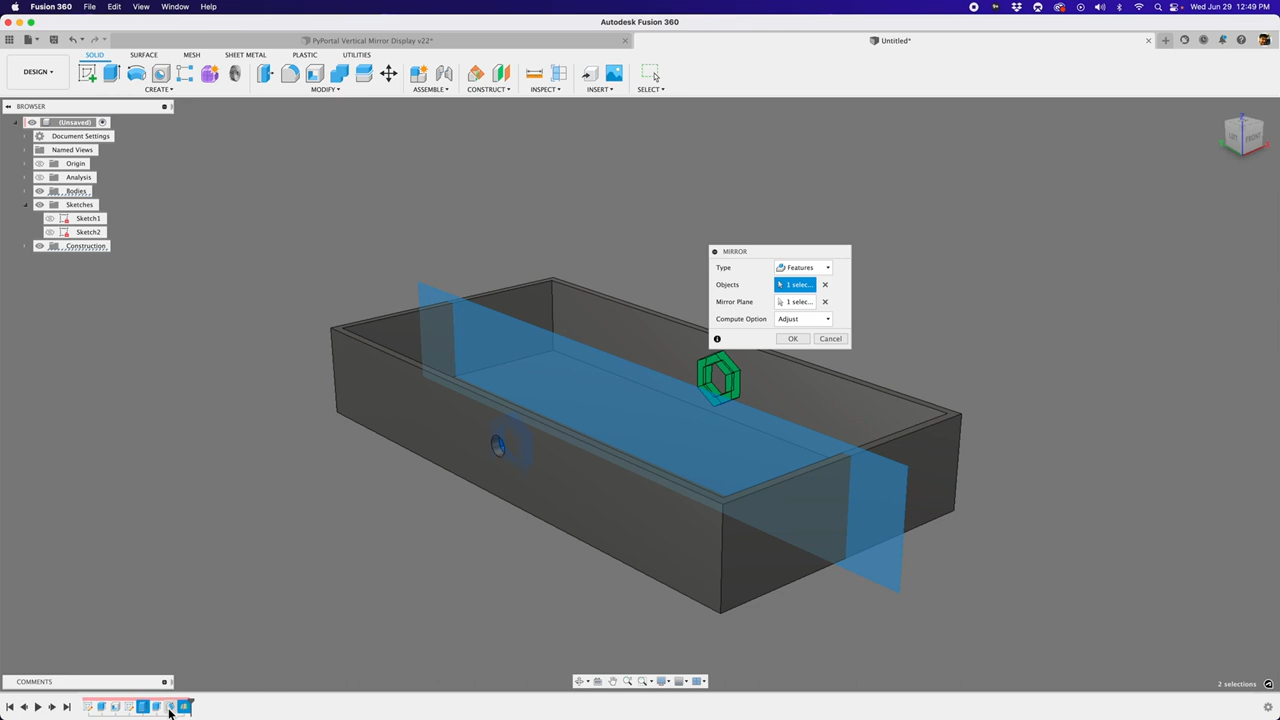 Fusion 360 File Edit View Window Help Wed Jun 29 12:49 PM
Autodesk Fusion 360
PyPortal Vertical Mirror Display v22* Untitled*
SOLID SURFACE MESH SHEET METAL PLASTIC UTILITIES
DESIGN
CREATE MODIFY ASSEMBLE CONSTRUCT INSPECT INSERT SELECT
BROWSER
(Unsaved)
Document Settings
Named Views
Origin
Analysis
Bodies
Sketches
Sketch1
Sketch2
Construction
LEFT FRONT
MIRROR
Type Features
Objects 1 selec...
Mirror Plane 1 selec...
Compute Option Adjust
OK Cancel
COMMENTS
2 selections